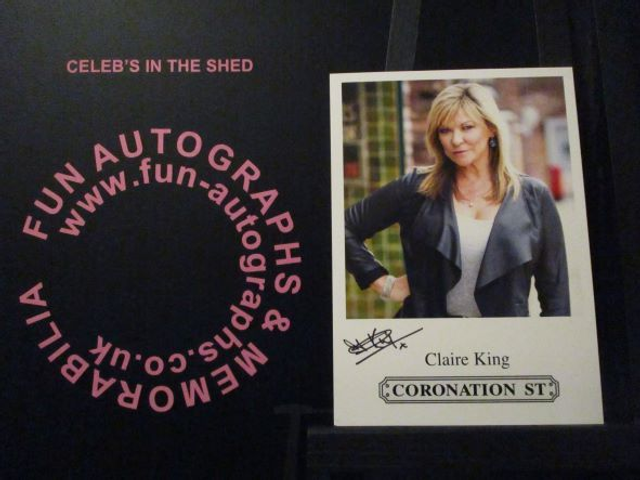 CELEB'S IN THE SHED
FUN AUTOGRAPHS & MEMORABILIA
www.fun-autographs.co.uk
Claire King
CORONATION ST.